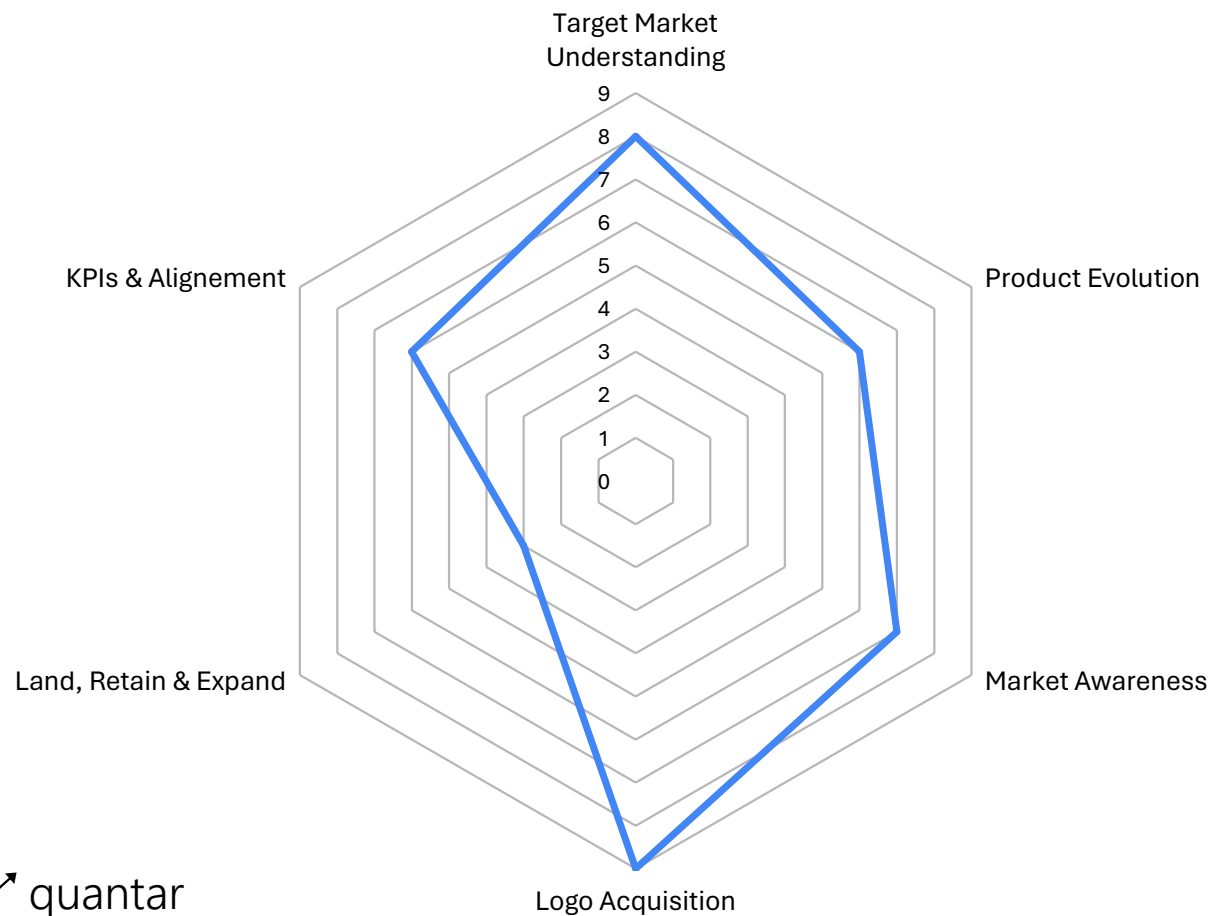 Target Market
Understanding
9
8
7
6
5
4
3
2
1
0
KPIs & Alignement
Product Evolution
Land, Retain & Expand
Market Awareness
Logo Acquisition
quantar